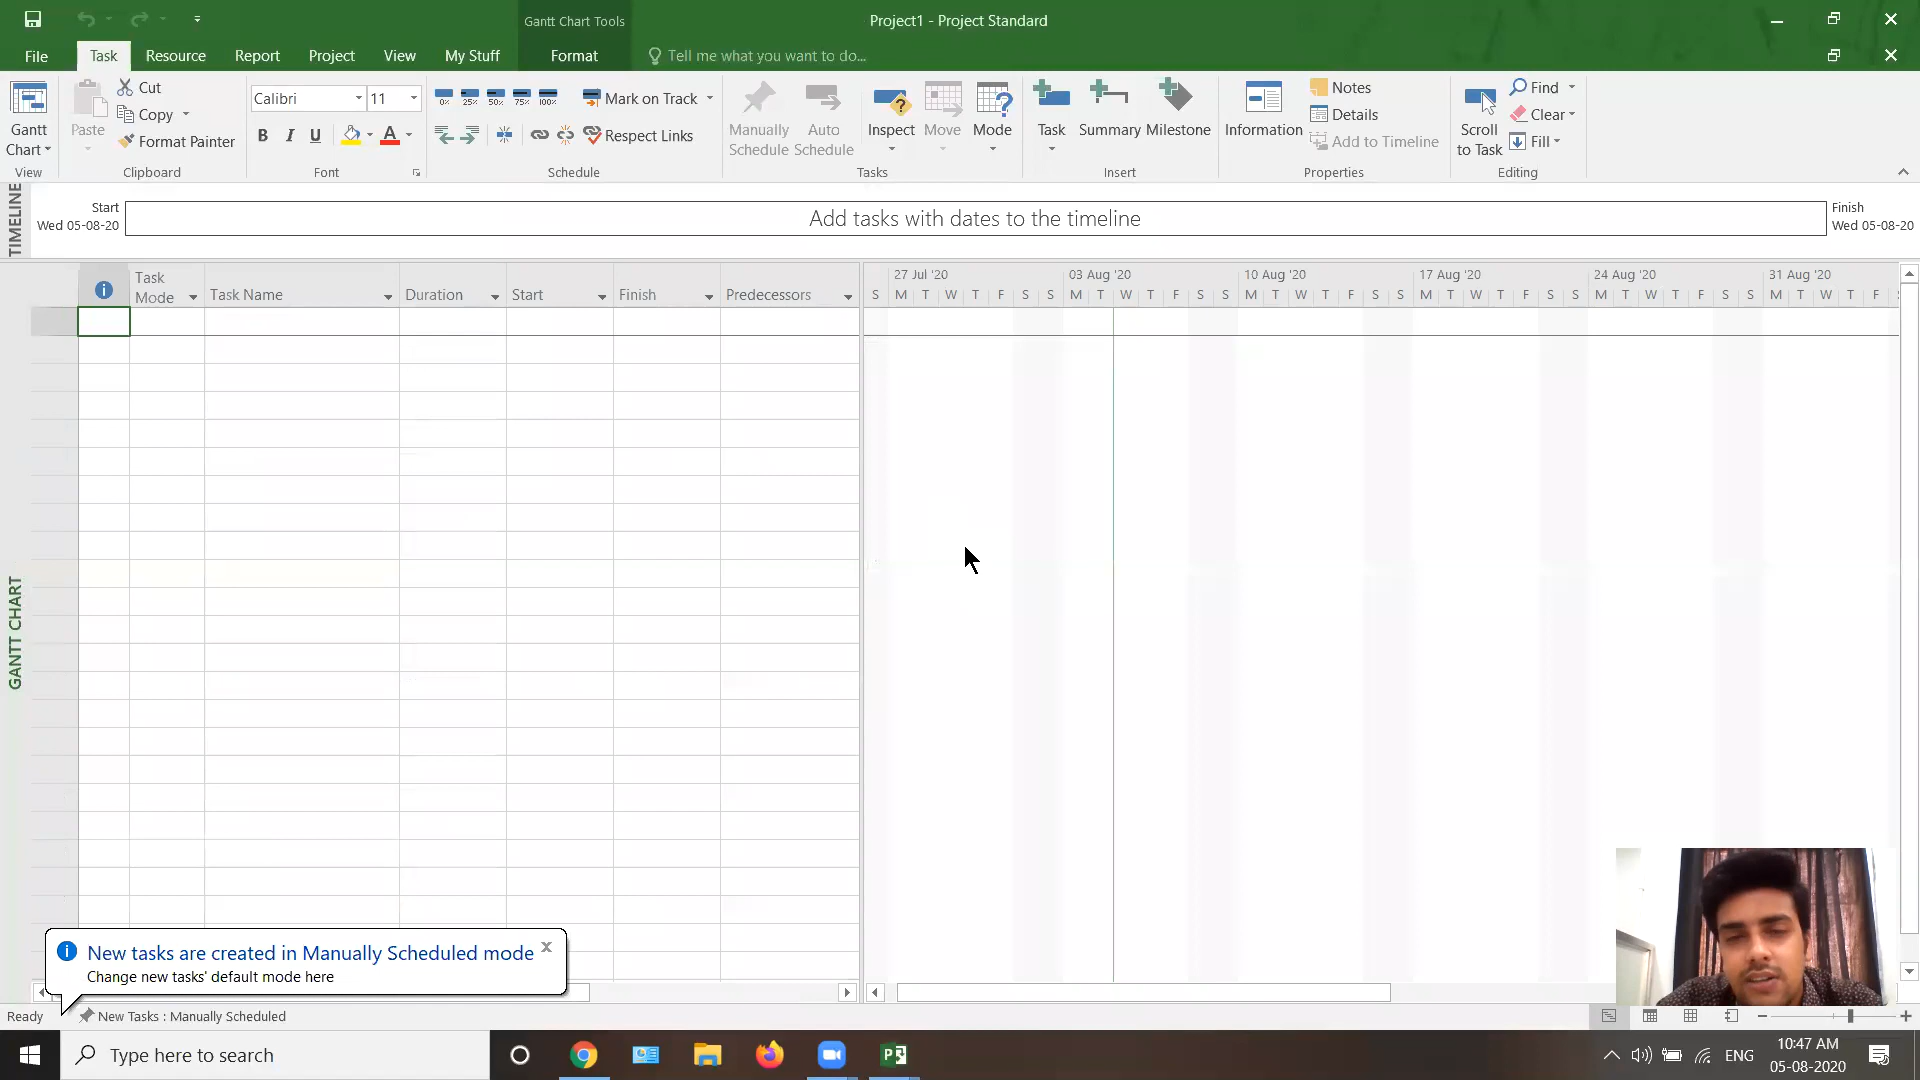 Gantt Chart Tools
Project1 - Project Standard
File
Task
Resource
Report
Project
View
My Stuff
Format
Tell me what you want to do...
Gantt
Chart
View
Paste
Cut
Copy
Format Painter
Clipboard
Calibri
11
B I U A
Font
0% 25% 50% 75% 100%
Mark on Track
Respect Links
Schedule
Manually
Schedule
Auto
Schedule
Inspect
Move
Mode
Tasks
Task
Summary
Milestone
Insert
Information
Notes
Details
Add to Timeline
Properties
Scroll
to Task
Find
Clear
Fill
Editing
TIMELINE
Start
Wed 05-08-20
Add tasks with dates to the timeline
Finish
Wed 05-08-20
Task
Mode
Task Name
Duration
Start
Finish
Predecessors
27 Jul '20
03 Aug '20
10 Aug '20
17 Aug '20
24 Aug '20
31 Aug '20
S M T W T F S S M T W T F S S M T W T F S S M T W T F S S M T W T F S S M T W T F
GANTT CHART
New tasks are created in Manually Scheduled mode
x
Change new tasks' default mode here
Ready
New Tasks : Manually Scheduled
Type here to search
ENG
10:47 AM
05-08-2020